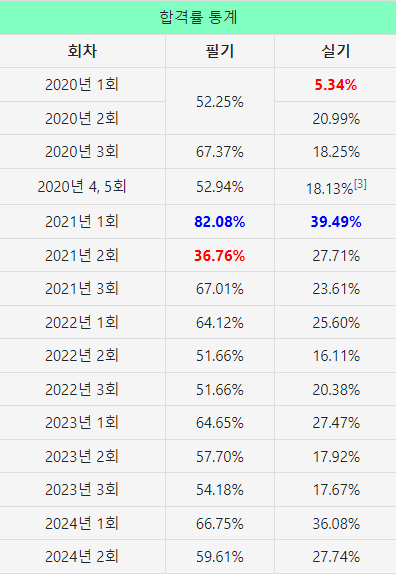 합격률 통계
회차 필기 실기
2020년 1회 52.25% 5.34%
2020년 2회 20.99%
2020년 3회 67.37% 18.25%
2020년 4, 5회 52.94% 18.13%[3]
2021년 1회 82.08% 39.49%
2021년 2회 36.76% 27.71%
2021년 3회 67.01% 23.61%
2022년 1회 64.12% 25.60%
2022년 2회 51.66% 16.11%
2022년 3회 51.66% 20.38%
2023년 1회 64.65% 27.47%
2023년 2회 57.70% 17.92%
2023년 3회 54.18% 17.67%
2024년 1회 66.75% 36.08%
2024년 2회 59.61% 27.74%